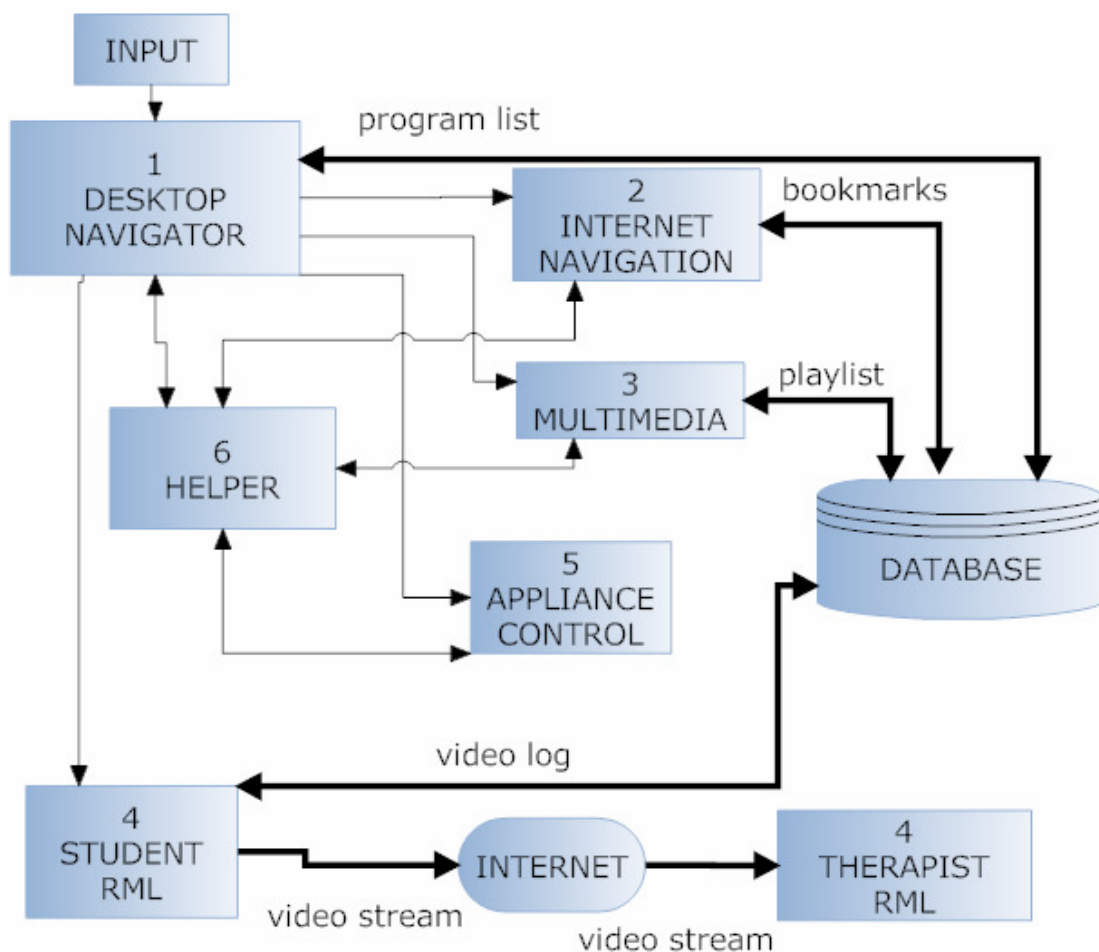 INPUT
program list
1
DESKTOP
NAVIGATOR
2
INTERNET
NAVIGATION
bookmarks
3
MULTIMEDIA
playlist
6
HELPER
5
APPLIANCE
CONTROL
DATABASE
video log
4
STUDENT
RML
INTERNET
4
THERAPIST
RML
video stream
video stream